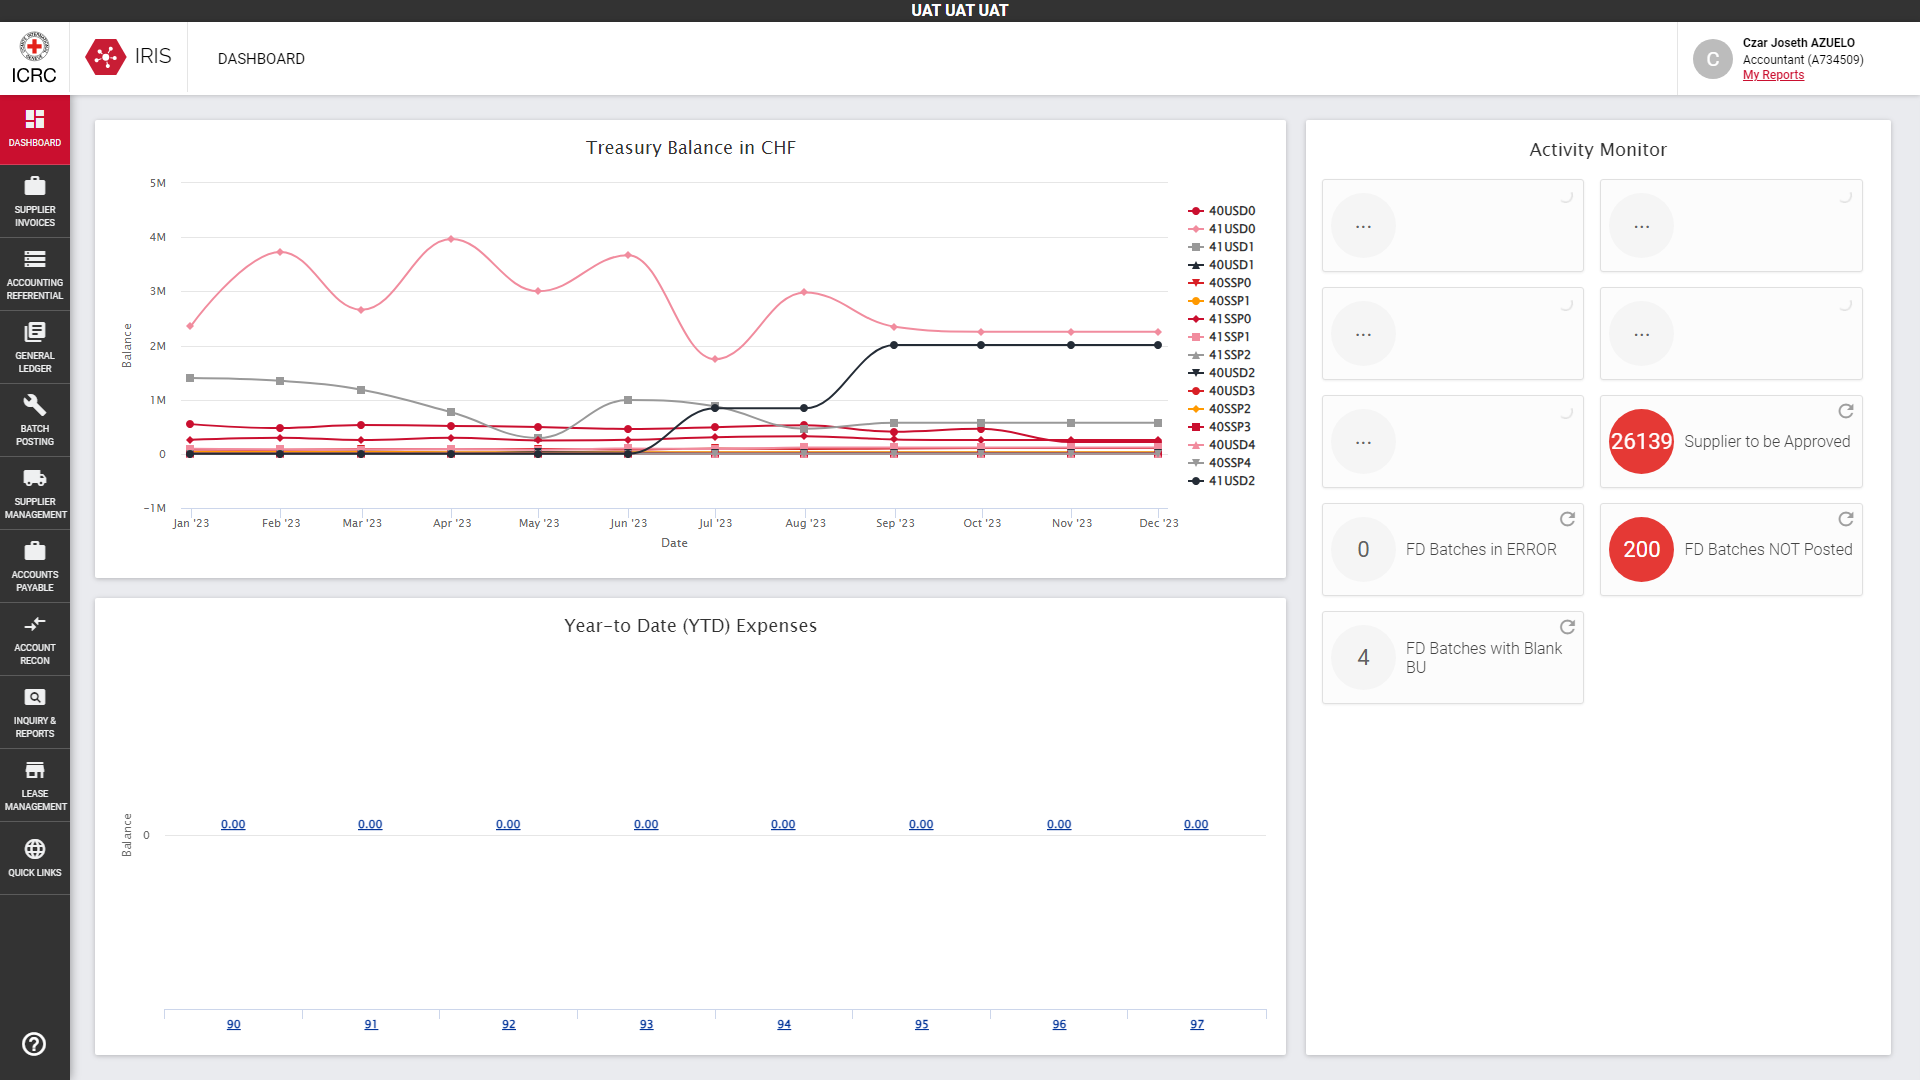 UAT UAT UAT
ICRC
IRIS
DASHBOARD
C
Czar Joseth AZUELO
Accountant (A734509)
My Reports
DASHBOARD
SUPPLIER
INVOICES
ACCOUNTING
REFERENTIAL
GENERAL
LEDGER
BATCH
POSTING
SUPPLIER
MANAGEMENT
ACCOUNTS
PAYABLE
ACCOUNT
RECON
INQUIRY &
REPORTS
LEASE
MANAGEMENT
QUICK LINKS
Treasury Balance in CHF
5M
4M
3M
2M
1M
0
−1M
Balance
Jan '23 Feb '23 Mar '23 Apr '23 May '23 Jun '23 Jul '23 Aug '23 Sep '23 Oct '23 Nov '23 Dec '23
Date
40USD0
41USD0
41USD1
40USD1
40SSP0
40SSP1
41SSP0
41SSP1
41SSP2
40USD2
40USD3
40SSP2
40SSP3
40USD4
40SSP4
41USD2
Year-to Date (YTD) Expenses
Balance
0
0.00 0.00 0.00 0.00 0.00 0.00 0.00 0.00
90 91 92 93 94 95 96 97
Activity Monitor
... ...
... ...
...
26139 Supplier to be Approved
0 FD Batches in ERROR
200 FD Batches NOT Posted
4 FD Batches with Blank
BU